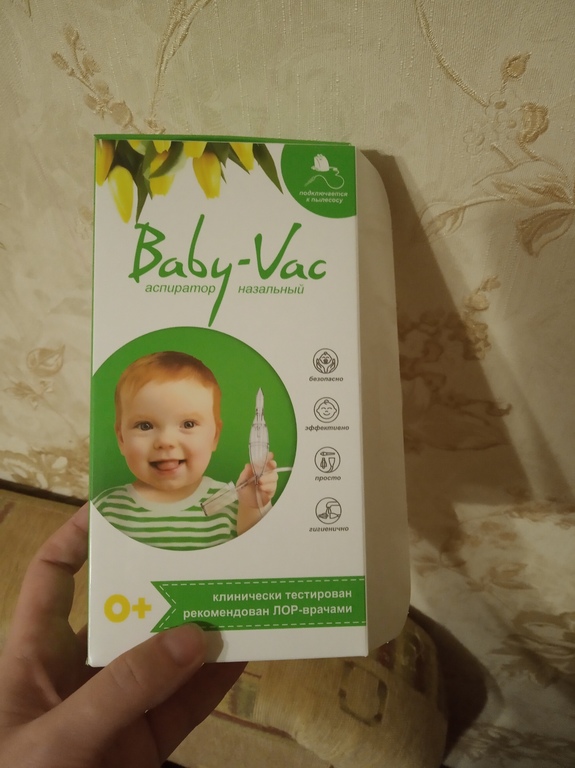 подключается
к пылесосу
Baby-Vac
аспиратор назальный
безопасно
эффективно
просто
гигиенично
0+
клинически тестирован
рекомендован ЛОР-врачами